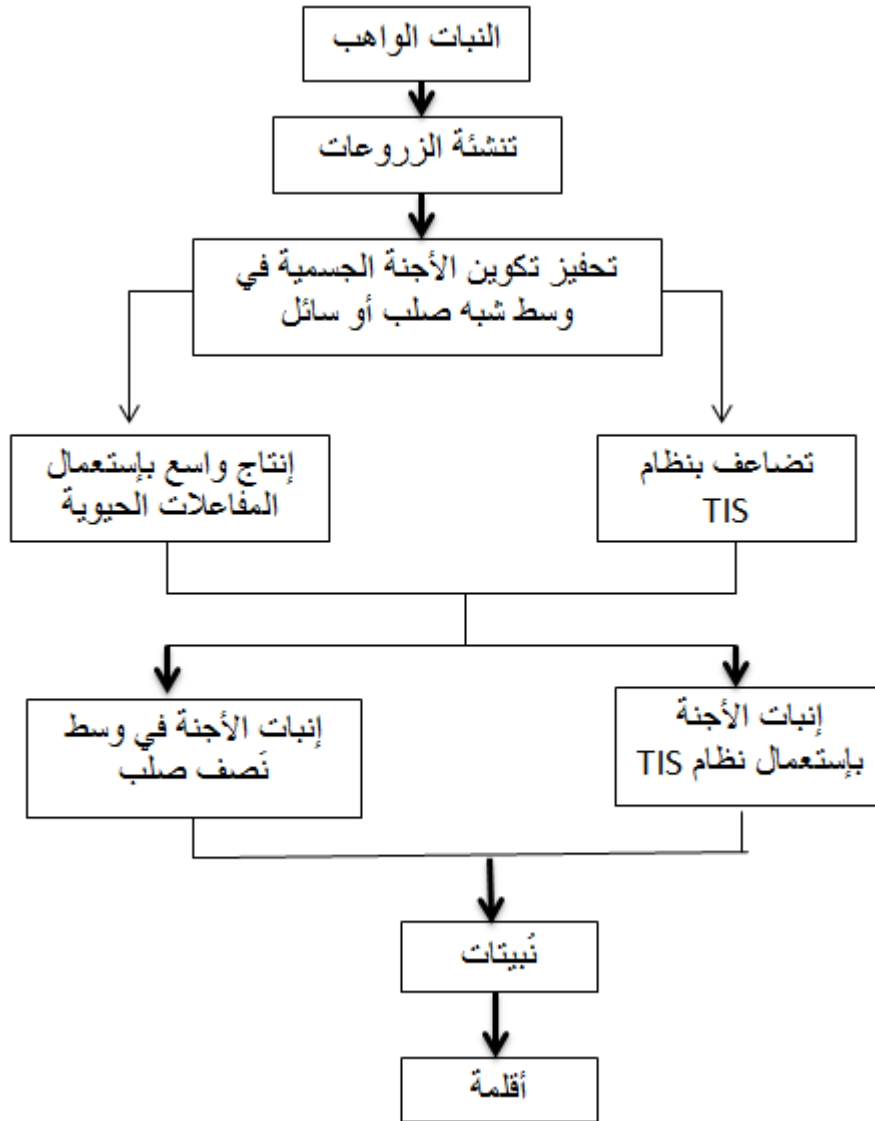 النبات الواهب
تنشئة الزروعات
تحفيز تكوين الأجنة الجسمية في
وسط شبه صلب أو سائل
تضاعف بنظام
TIS
إنتاج واسع بإستعمال
المفاعلات الحيوية
إنبات الأجنة
بإستعمال نظام TIS
إنبات الأجنة في وسط
نَصف صلب
نُبيتات
أقلمة